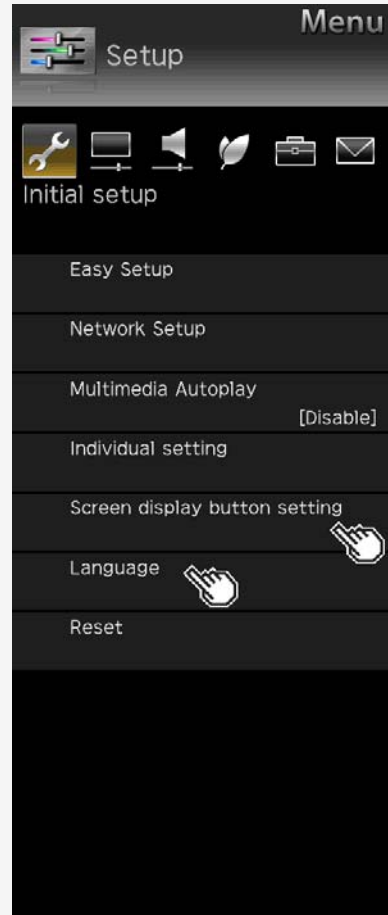 Menu
Setup
Initial setup
Easy Setup
Network Setup
Multimedia Autoplay
[Disable]
Individual setting
Screen display button setting
Language
Reset